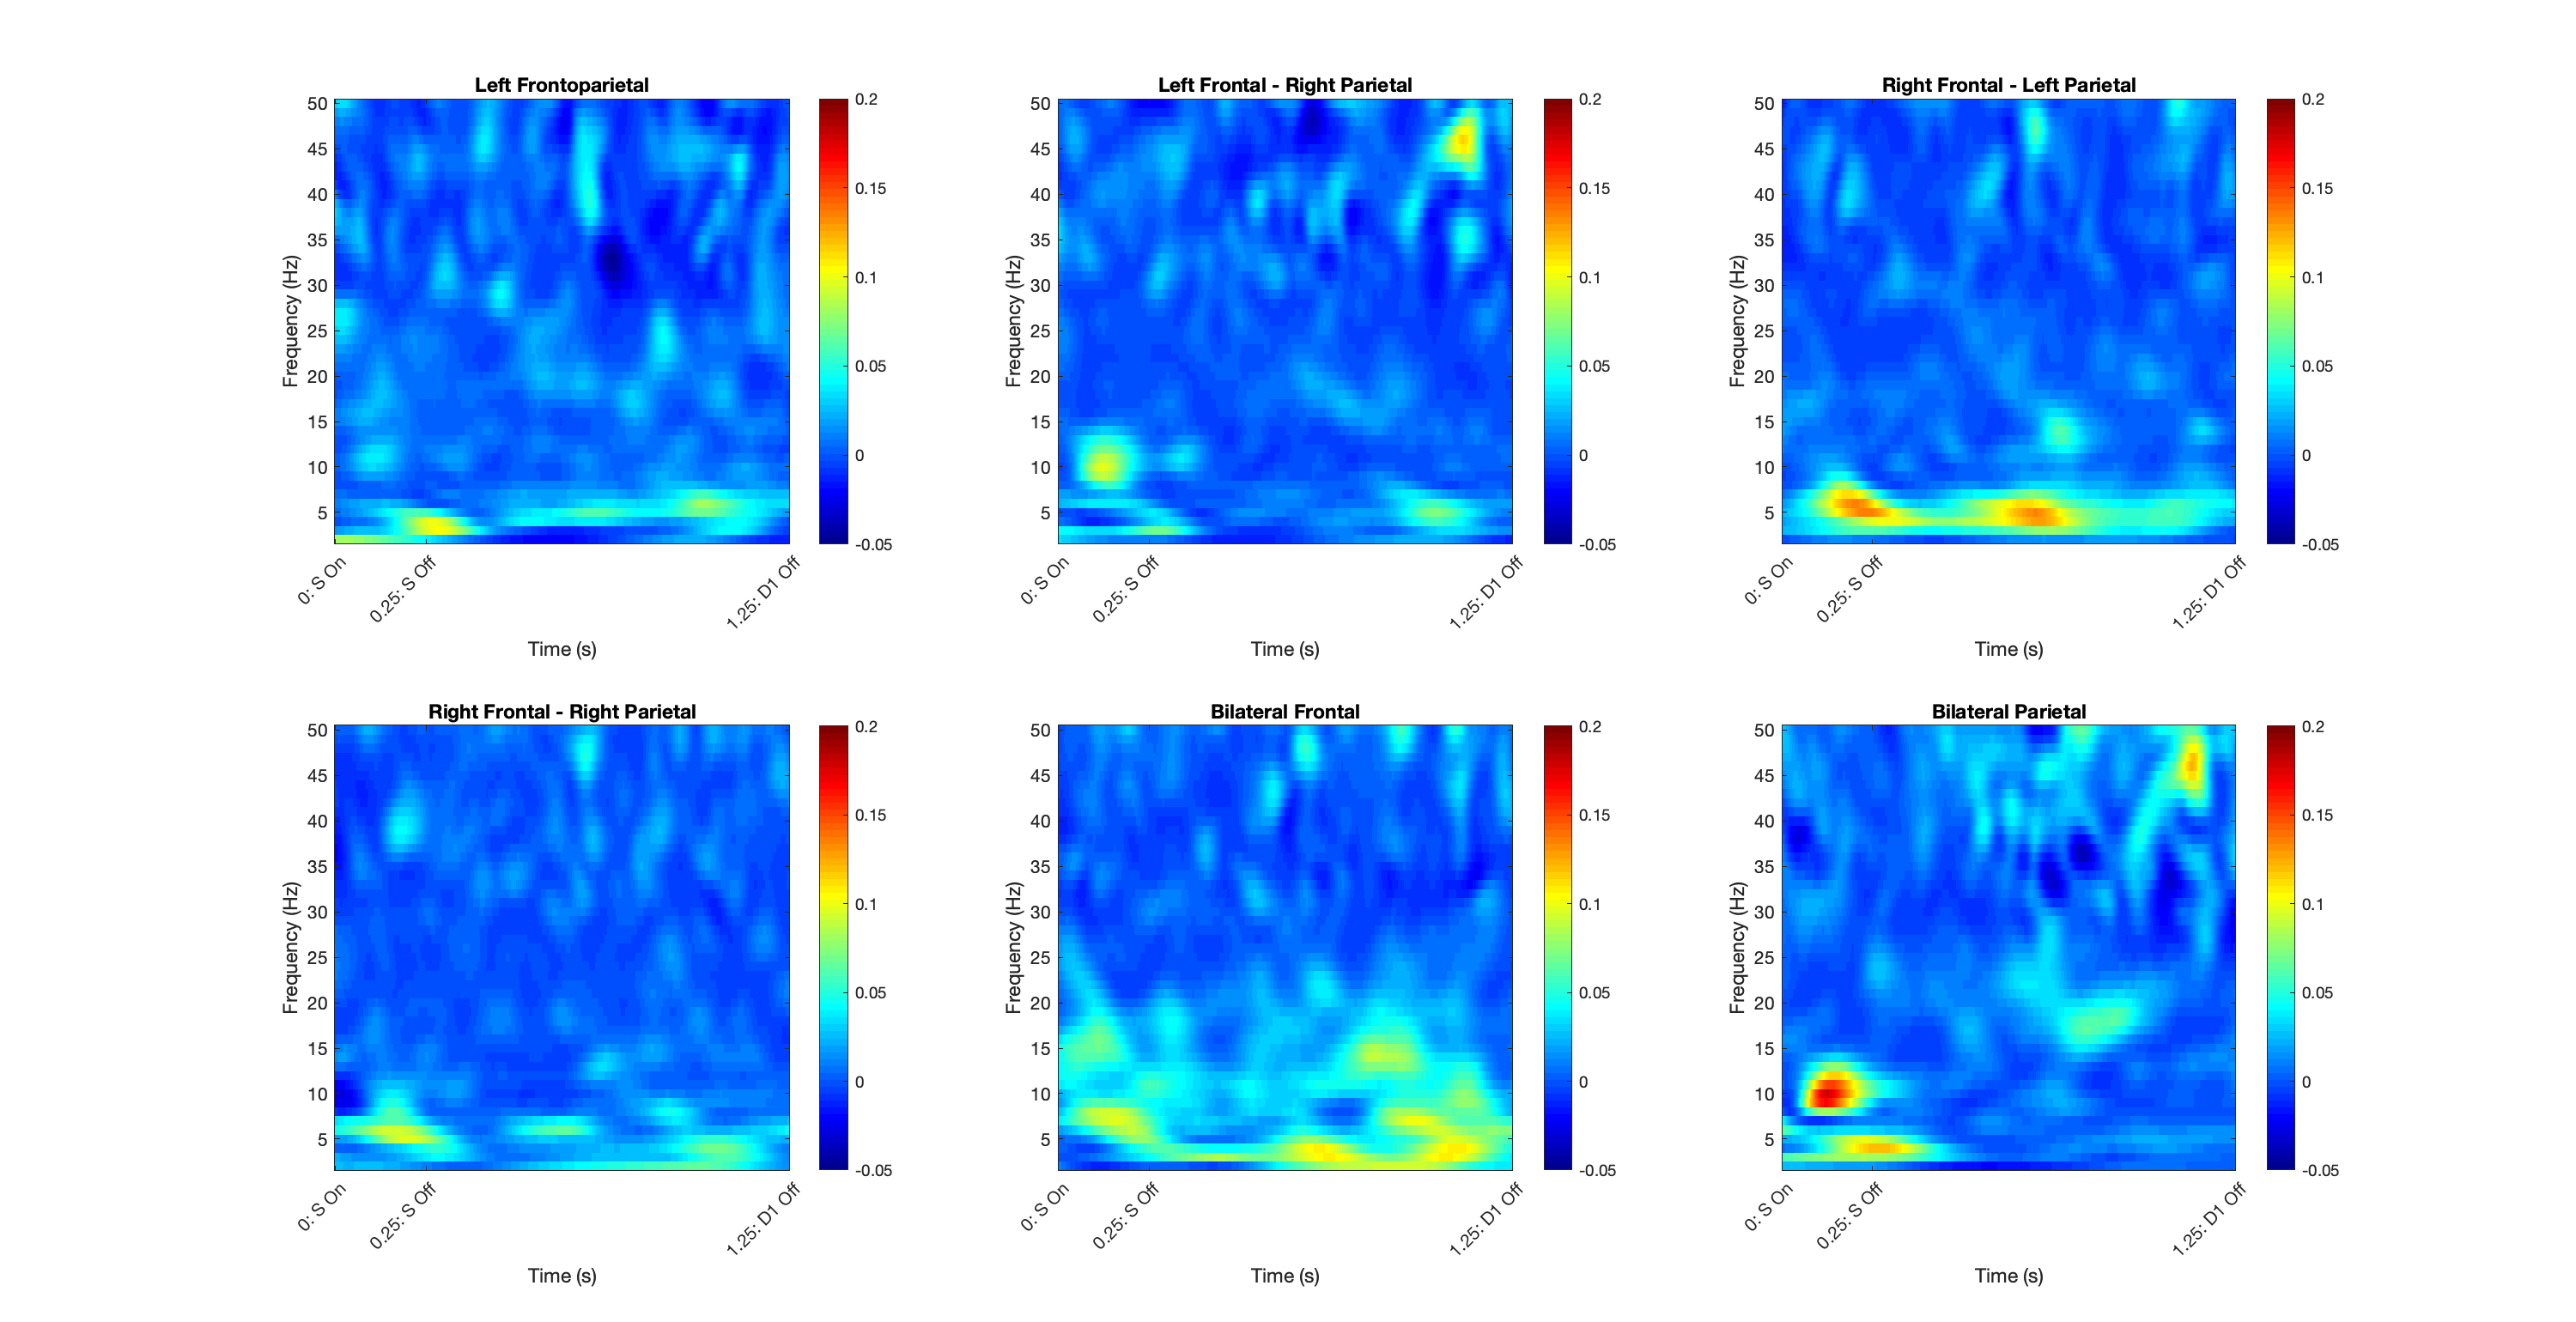 Left Frontoparietal
50
45
40
35
30
25
20
15
10
5
Frequency (Hz)
0: S On
0.25: S Off
1.25: D1 Off
Time (s)
0.2
0.15
0.1
0.05
0
-0.05
Left Frontal - Right Parietal
50
45
40
35
30
25
20
15
10
5
Frequency (Hz)
0: S On
0.25: S Off
1.25: D1 Off
Time (s)
0.2
0.15
0.1
0.05
0
-0.05
Right Frontal - Left Parietal
50
45
40
35
30
25
20
15
10
5
Frequency (Hz)
0: S On
0.25: S Off
1.25: D1 Off
Time (s)
0.2
0.15
0.1
0.05
0
-0.05
Right Frontal - Right Parietal
50
45
40
35
30
25
20
15
10
5
Frequency (Hz)
0: S On
0.25: S Off
1.25: D1 Off
Time (s)
0.2
0.15
0.1
0.05
0
-0.05
Bilateral Frontal
50
45
40
35
30
25
20
15
10
5
Frequency (Hz)
0: S On
0.25: S Off
1.25: D1 Off
Time (s)
0.2
0.15
0.1
0.05
0
-0.05
Bilateral Parietal
50
45
40
35
30
25
20
15
10
5
Frequency (Hz)
0: S On
0.25: S Off
1.25: D1 Off
Time (s)
0.2
0.15
0.1
0.05
0
-0.05